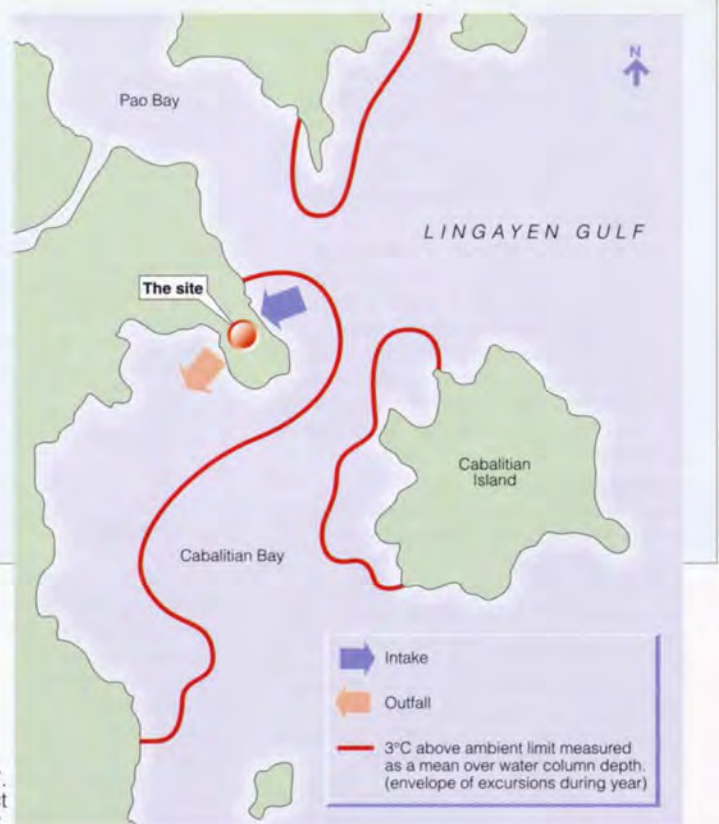 N
Pao Bay
LINGAYEN GULF
The site
Cabalitian
Island
Cabalitian Bay
Intake
Outfall
3°C above ambient limit measured
as a mean over water column depth.
(envelope of excursions during year)